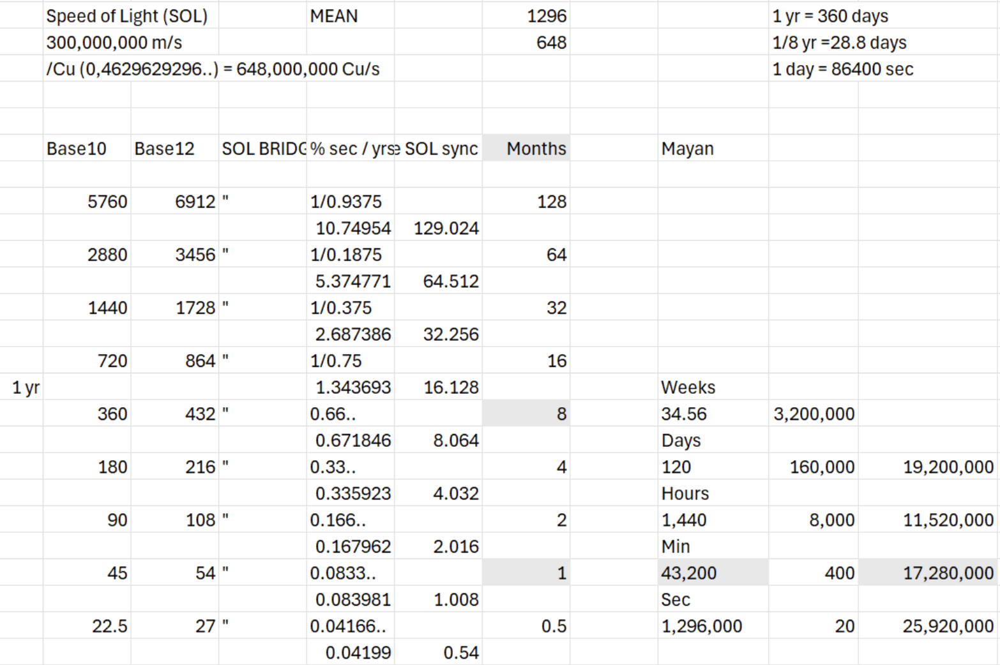 Speed of Light (SOL) MEAN 1296 1 yr = 360 days
300,000,000 m/s 648 1/8 yr =28.8 days
/Cu (0,4629629296..) = 648,000,000 Cu/s 1 day = 86400 sec
Base10 Base12 SOL BRIDG % sec / yrs e SOL sync Months Mayan
5760 6912 " 1/0.9375 128
10.74954 129.024
2880 3456 " 1/0.1875 64
5.374771 64.512
1440 1728 " 1/0.375 32
2.687386 32.256
720 864 " 1/0.75 16
1 yr 1.343693 16.128 Weeks
360 432 " 0.66.. 8 34.56 3,200,000
0.671846 8.064 Days
180 216 " 0.33.. 4 120 160,000 19,200,000
0.335923 4.032 Hours
90 108 " 0.166.. 2 1,440 8,000 11,520,000
0.167962 2.016 Min
45 54 " 0.0833.. 1 43,200 400 17,280,000
0.083981 1.008 Sec
22.5 27 " 0.04166.. 0.5 1,296,000 20 25,920,000
0.04199 0.54